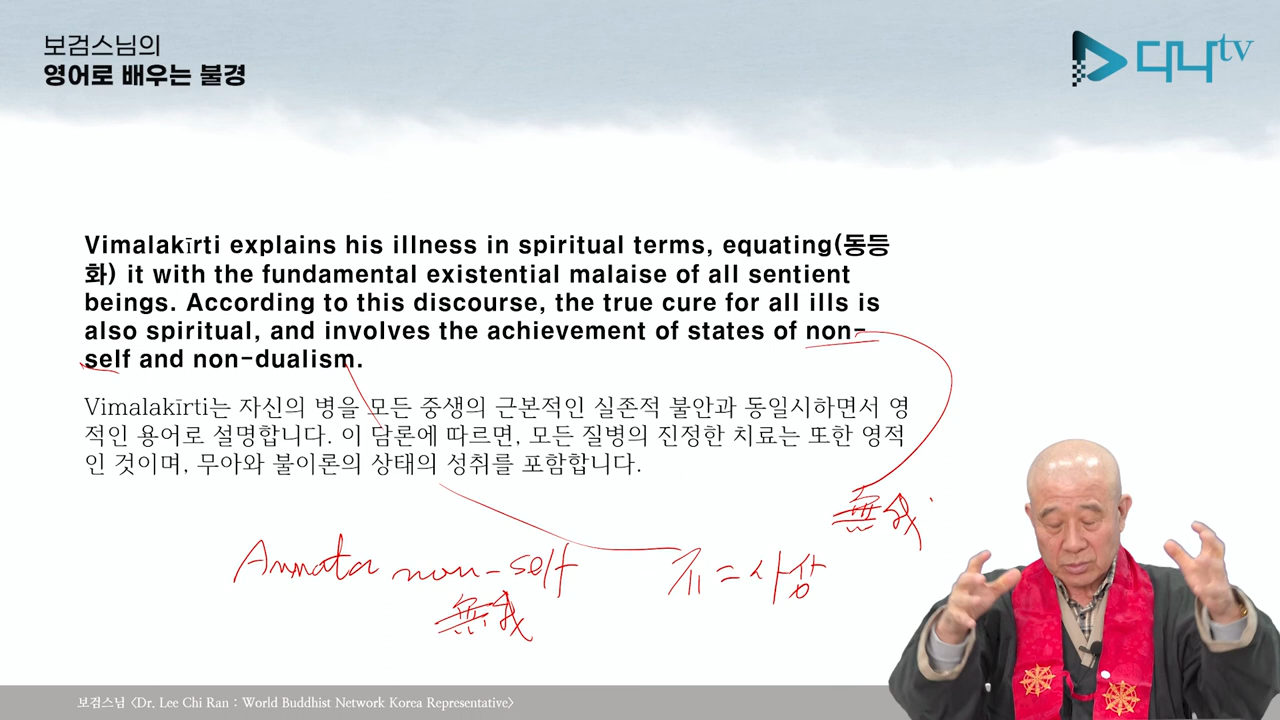 보검스님의
영어로 배우는 불경
다나tv
Vimalakīrti explains his illness in spiritual terms, equating(동등
화) it with the fundamental existential malaise of all sentient
beings. According to this discourse, the true cure for all ills is
also spiritual, and involves the achievement of states of non-
self and non-dualism.
Vimalakīrti는 자신의 병을 모든 중생의 근본적인 실존적 불안과 동일시하면서 영
적인 용어로 설명합니다. 이 담론에 따르면, 모든 질병의 진정한 치료는 또한 영적
인 것이며, 무아와 불이론의 상태의 성취를 포함합니다.
無我
Annata non-self
不二사상
無我
보검스님 <Dr. Lee Chi Ran : World Buddhist Network Korea Representative>